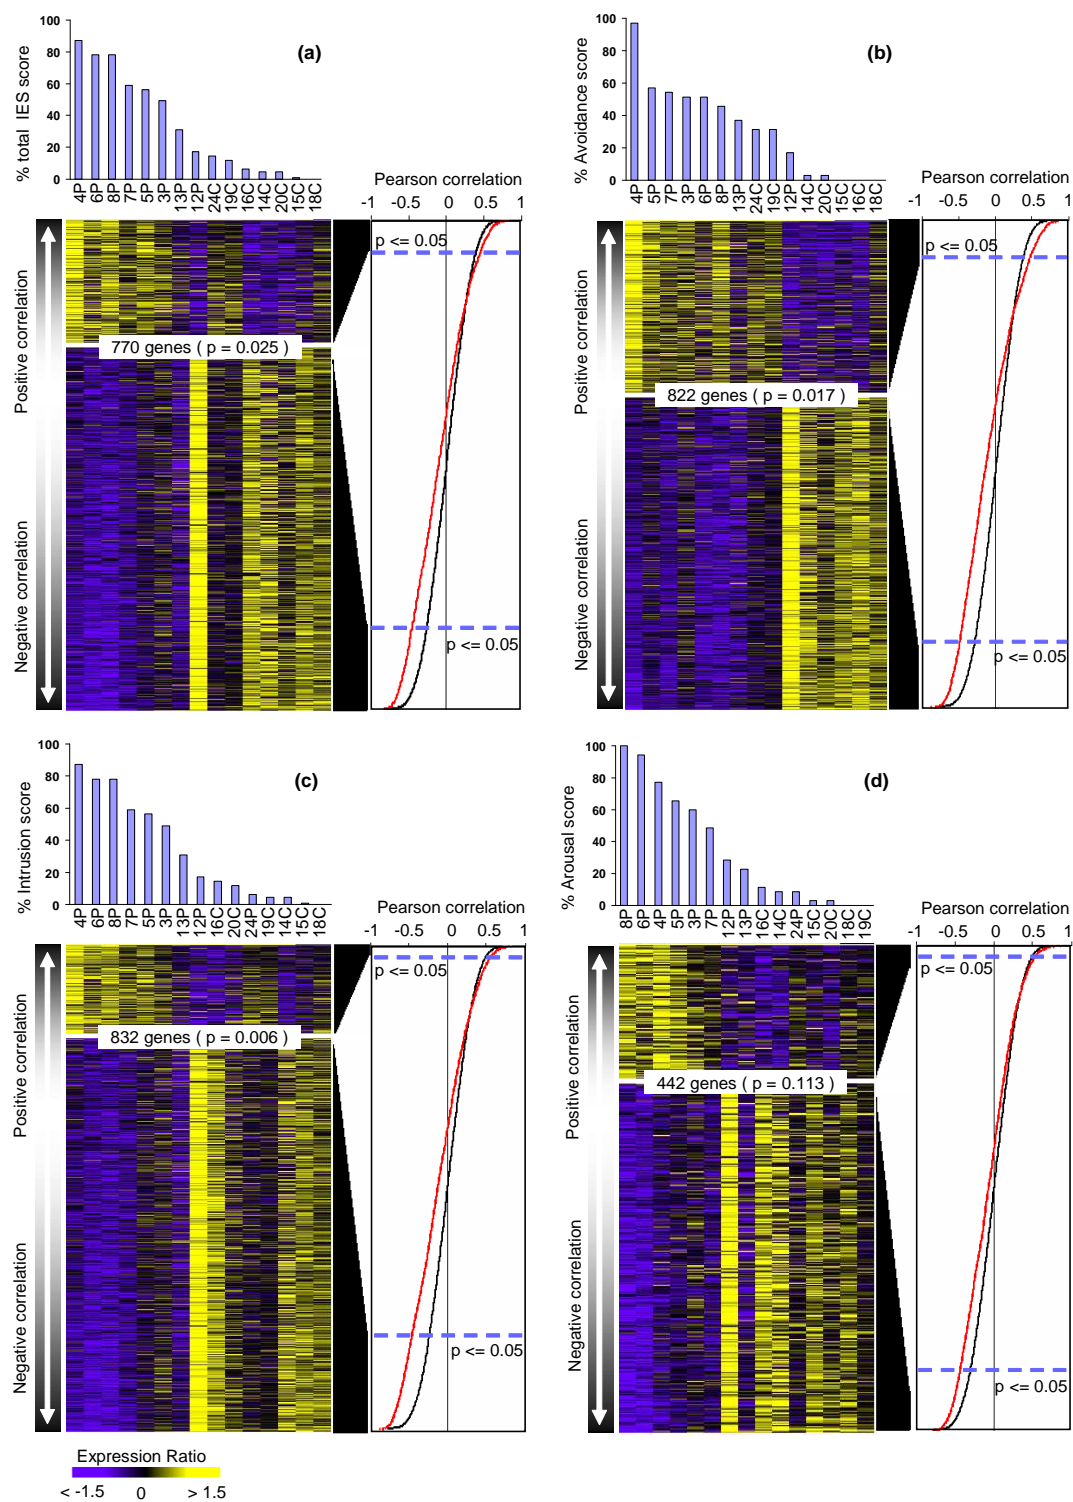 (a)
% total IES score
100
80
60
40
20
0
4P 6P 8P 7P 5P 3P 13P 12P 24C 19C 16C 14C 20C 15C 18C
Pearson correlation
-1 -0.5 0 0.5 1
p <= 0.05
770 genes ( p = 0.025 )
p <= 0.05
Positive correlation
Negative correlation
(b)
% Avoidance score
100
80
60
40
20
0
4P 5P 7P 3P 6P 8P 13P 24C 19C 12P 14C 20C 15C 16C 18C
Pearson correlation
-1 -0.5 0 0.5 1
p <= 0.05
822 genes ( p = 0.017 )
p <= 0.05
Positive correlation
Negative correlation
(c)
% Intrusion score
100
80
60
40
20
0
4P 6P 8P 7P 5P 3P 13P 12P 16C 20C 24P 19C 14C 15C 18C
Pearson correlation
-1 -0.5 0 0.5 1
p <= 0.05
832 genes ( p = 0.006 )
p <= 0.05
Positive correlation
Negative correlation
(d)
% Arousal score
100
80
60
40
20
0
8P 6P 4P 5P 3P 7P 12P 13P 16C 14C 24P 15C 20C 18C 19C
Pearson correlation
-1 -0.5 0 0.5 1
p <= 0.05
442 genes ( p = 0.113 )
p <= 0.05
Positive correlation
Negative correlation
Expression Ratio
< -1.5 0 > 1.5